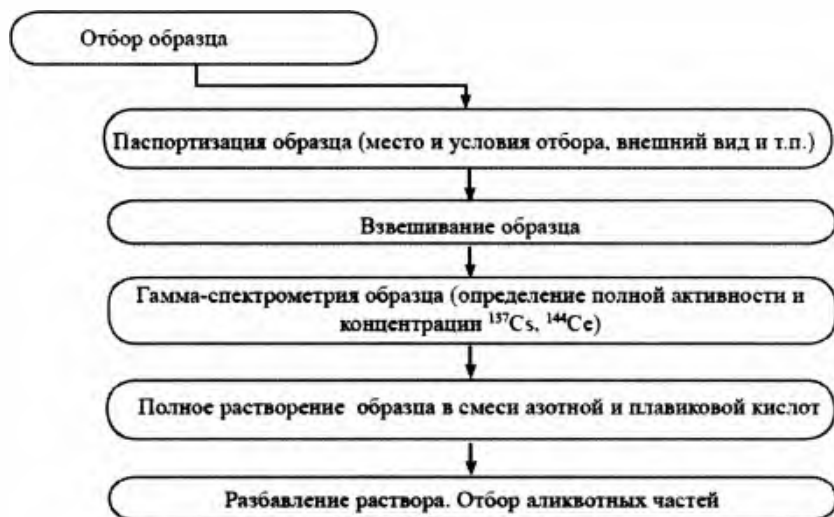 Отбор образца
Паспортизация образца (место и условия отбора, внешний вид и т.п.)
Взвешивание образца
Гамма-спектрометрия образца (определение полной активности и
концентрации ¹³⁷Cs, ¹⁴⁴Ce)
Полное растворение образца в смеси азотной и плавиковой кислот
Разбавление раствора. Отбор аликвотных частей